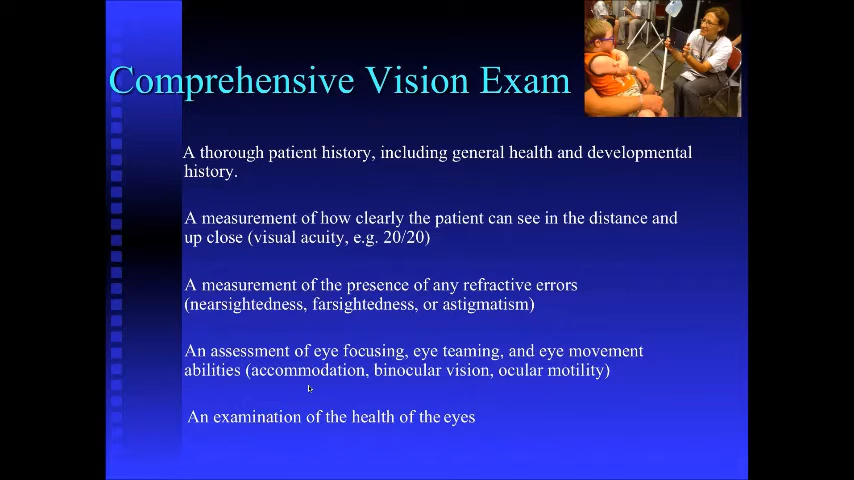 Comprehensive Vision Exam
A thorough patient history, including general health and developmental
history.
A measurement of how clearly the patient can see in the distance and
up close (visual acuity, e.g. 20/20)
A measurement of the presence of any refractive errors
(nearsightedness, farsightedness, or astigmatism)
An assessment of eye focusing, eye teaming, and eye movement
abilities (accommodation, binocular vision, ocular motility)
An examination of the health of the eyes